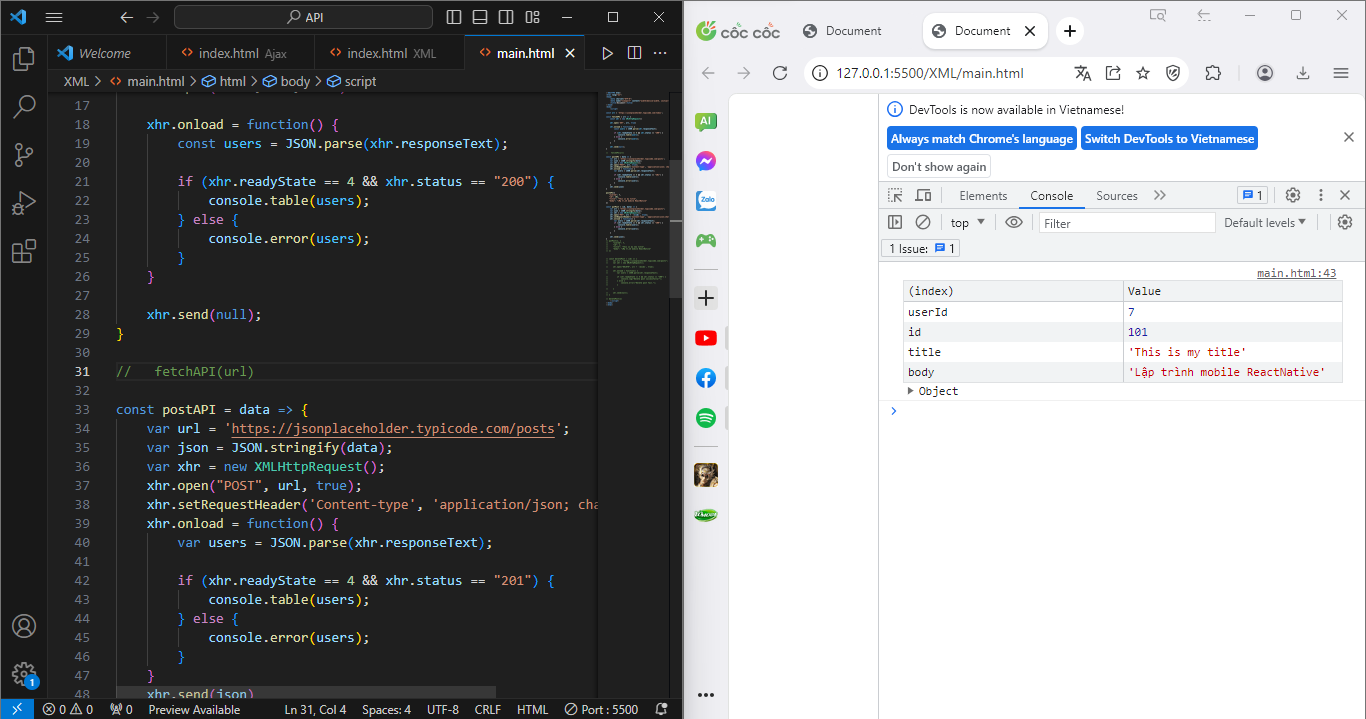 API
Welcome
index.html Ajax
index.html XML
main.html
XML > main.html > html > body > script
17
18 xhr.onload = function() {
19 const users = JSON.parse(xhr.responseText);
20
21 if (xhr.readyState == 4 && xhr.status == "200") {
22 console.table(users);
23 } else {
24 console.error(users);
25 }
26 }
27
28 xhr.send(null);
29 }
30
31 // fetchAPI(url)
32
33 const postAPI = data => {
34 var url = 'https://jsonplaceholder.typicode.com/posts';
35 var json = JSON.stringify(data);
36 var xhr = new XMLHttpRequest();
37 xhr.open("POST", url, true);
38 xhr.setRequestHeader('Content-type', 'application/json; cha
39 xhr.onload = function() {
40 var users = JSON.parse(xhr.responseText);
41
42 if (xhr.readyState == 4 && xhr.status == "201") {
43 console.table(users);
44 } else {
45 console.error(users);
46 }
47 }
48 xhr.send(json)
1
0 0 0 Preview Available Ln 31, Col 4 Spaces: 4 UTF-8 CRLF HTML Port : 5500
cốc cốc
Document
Document
127.0.0.1:5500/XML/main.html
AI
Zalo
DevTools is now available in Vietnamese!
Always match Chrome's language
Switch DevTools to Vietnamese
Don't show again
Elements Console Sources 1
top Filter Default levels
1 Issue: 1
main.html:43
(index) Value
userId 7
id 101
title 'This is my title'
body 'Lập trình mobile ReactNative'
Object